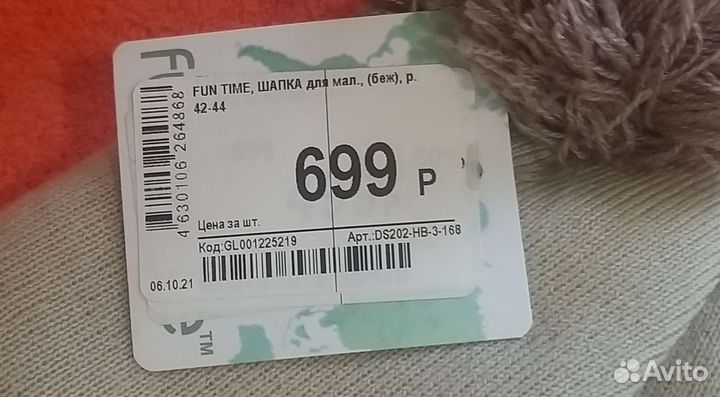 FUN TIME, ШАПКА для мал., (беж), р.
42-44
699 Р
Цена за шт.
Код:GL001225219 Арт.:DS202-HB-3-168
06.10.21
4 630106 264868
TM
Avito